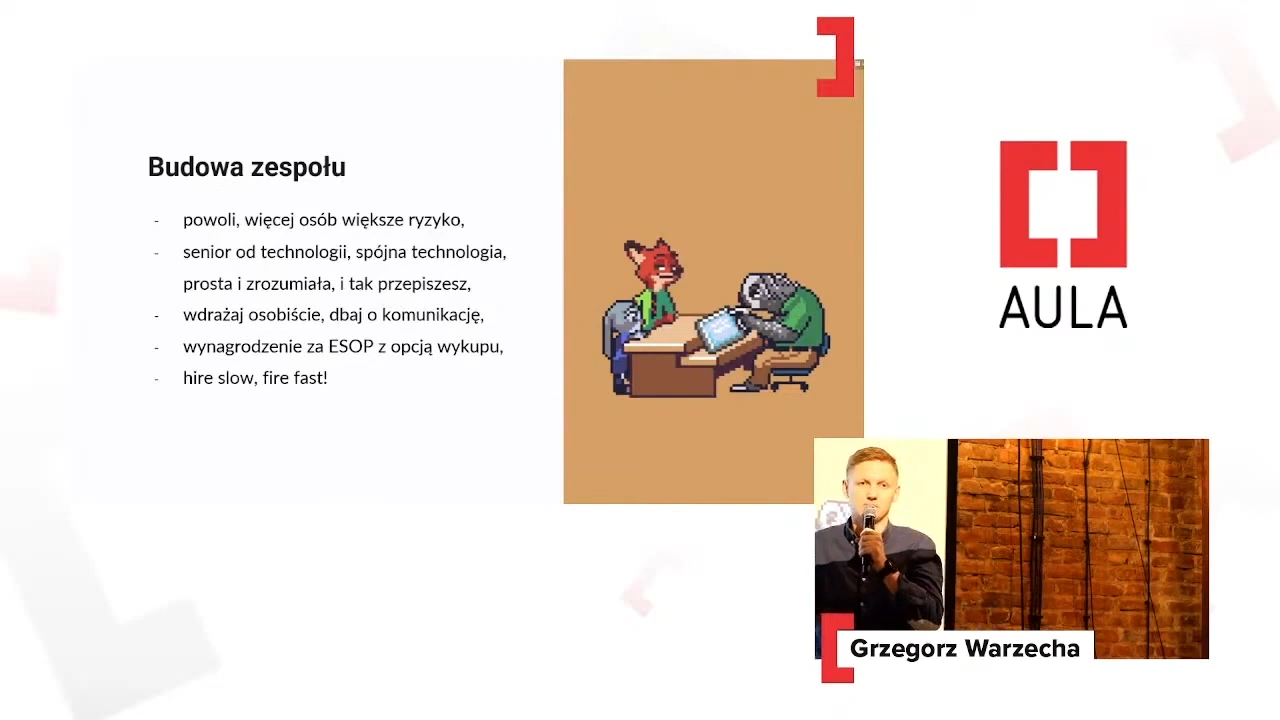 Budowa zespołu
- powoli, więcej osób większe ryzyko,
- senior od technologii, spójna technologia,
prosta i zrozumiała, i tak przepiszesz,
- wdrażaj osobiście, dbaj o komunikację,
- wynagrodzenie za ESOP z opcją wykupu,
- hire slow, fire fast!
AULA
Grzegorz Warzecha